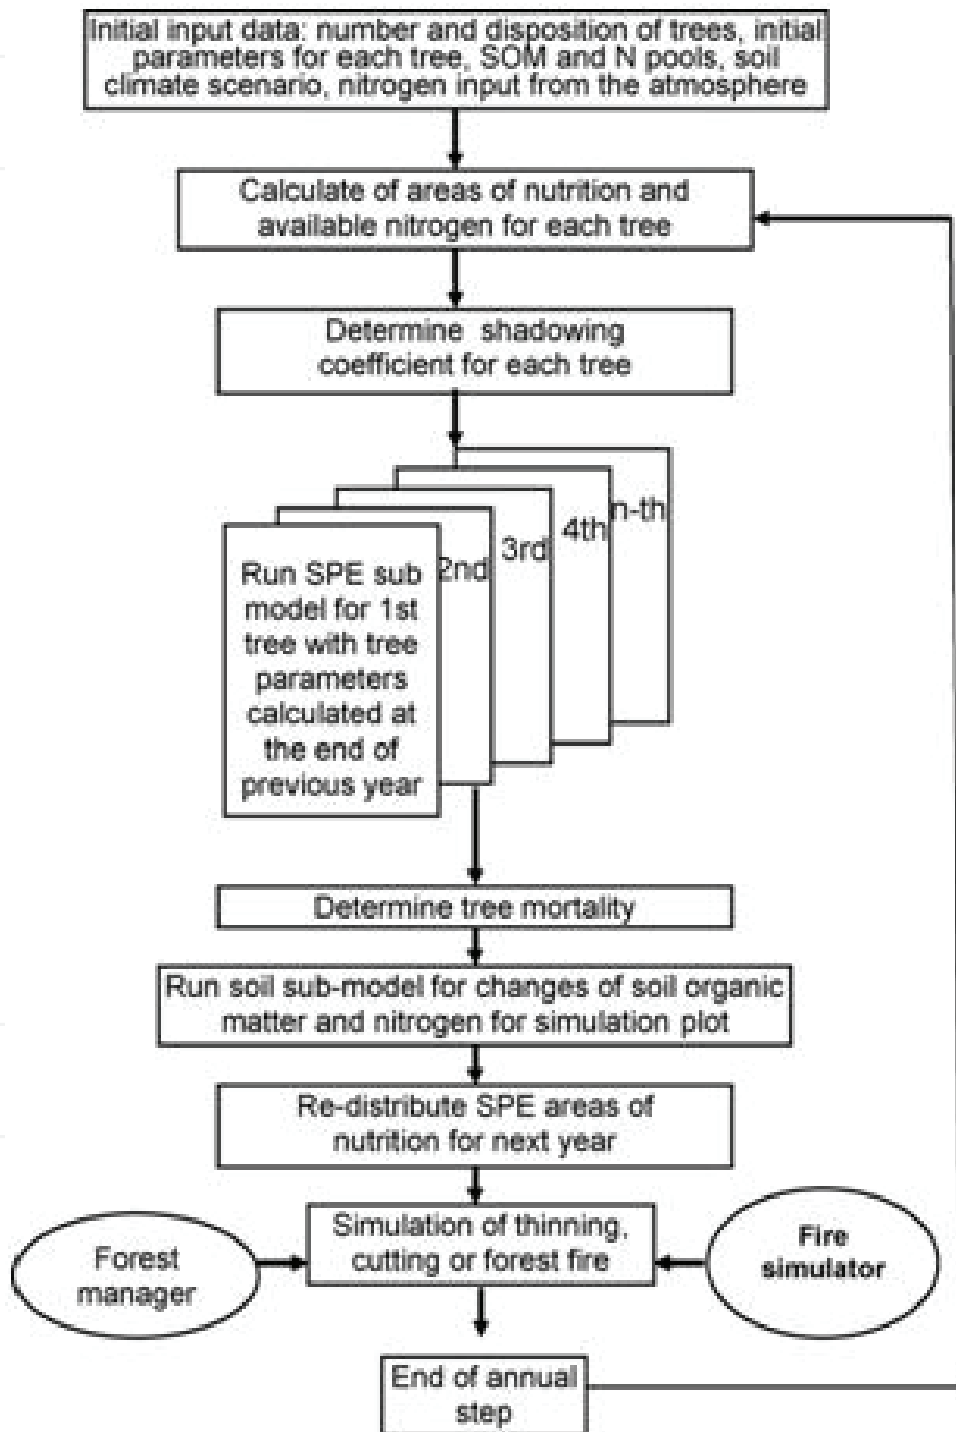 Initial input data: number and disposition of trees, initial
parameters for each tree, SOM and N pools, soil
climate scenario, nitrogen input from the atmosphere
Calculate of areas of nutrition and
available nitrogen for each tree
Determine shadowing
coefficient for each tree
n-th
4th
3rd
2nd
Run SPE sub
model for 1st
tree with tree
parameters
calculated at
the end of
previous year
Determine tree mortality
Run soil sub-model for changes of soil organic
matter and nitrogen for simulation plot
Re-distribute SPE areas of
nutrition for next year
Simulation of thinning,
cutting or forest fire
Forest
manager
Fire
simulator
End of annual
step